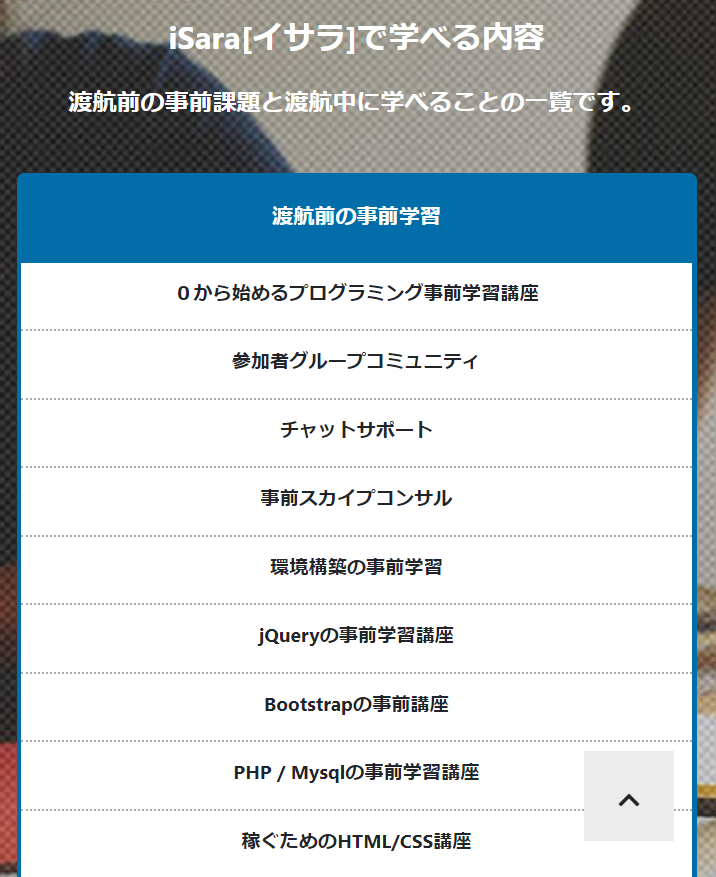 iSara[イサラ]で学べる内容
渡航前の事前課題と渡航中に学べることの一覧です。
渡航前の事前学習
０から始めるプログラミング事前学習講座
参加者グループコミュニティ
チャットサポート
事前スカイプコンサル
環境構築の事前学習
jQueryの事前学習講座
Bootstrapの事前講座
PHP / Mysqlの事前学習講座
稼ぐためのHTML/CSS講座